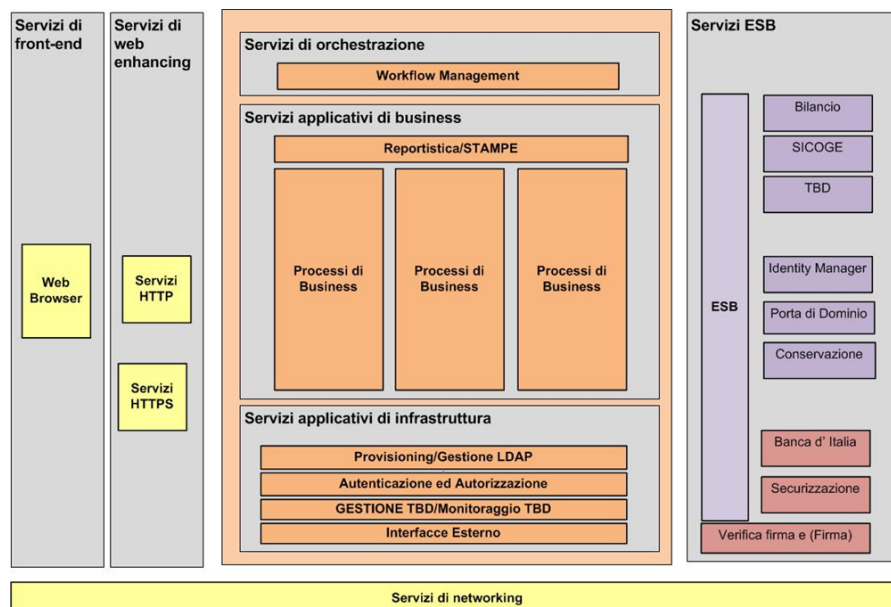 Servizi di
front-end
Web
Browser
Servizi di
web
enhancing
Servizi
HTTP
Servizi
HTTPS
Servizi di orchestrazione
Workflow Management
Servizi applicativi di business
Reportistica/STAMPE
Processi di
Business
Processi di
Business
Processi di
Business
Servizi applicativi di infrastruttura
Provisioning/Gestione LDAP
Autenticazione ed Autorizzazione
GESTIONE TBD/Monitoraggio TBD
Interfacce Esterno
Servizi ESB
ESB
Bilancio
SICOGE
TBD
Identity Manager
Porta di Dominio
Conservazione
Banca d' Italia
Securizzazione
Verifica firma e (Firma)
Servizi di networking